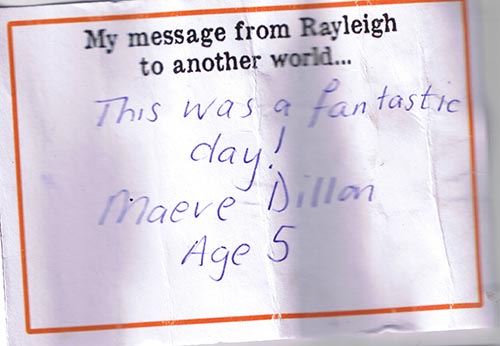 My message from Rayleigh
to another world...
This was a fantastic
day!
Maeve Dillon
Age 5